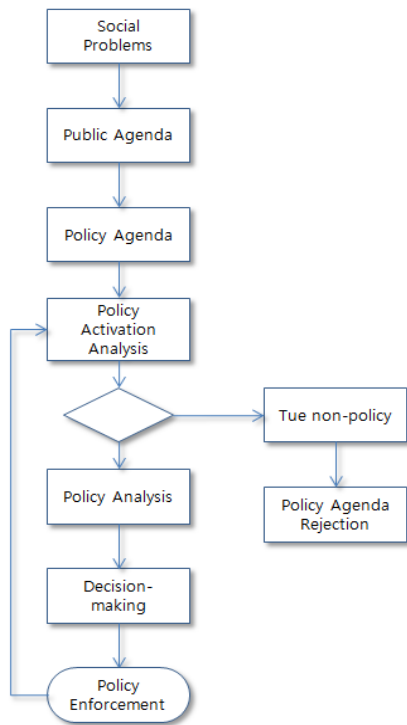 Social
Problems
Public Agenda
Policy Agenda
Policy
Activation
Analysis
Tue non-policy
Policy Analysis
Policy Agenda
Rejection
Decision-
making
Policy
Enforcement